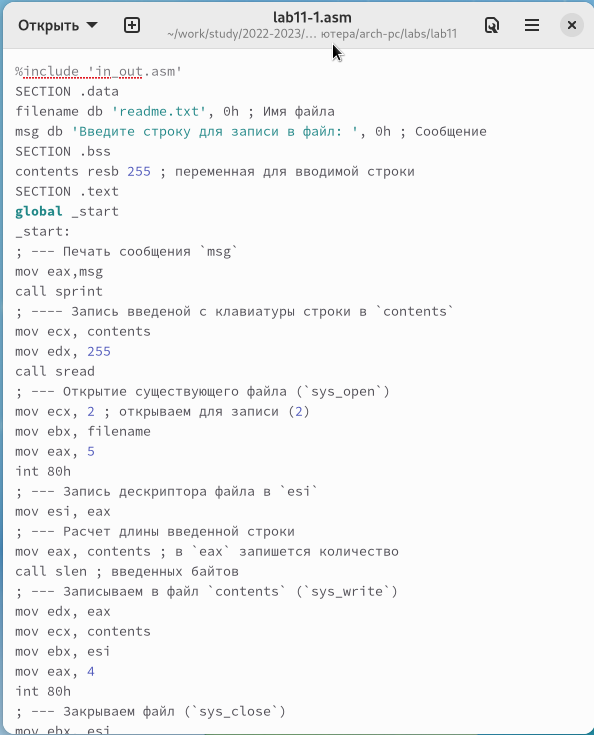 Открыть
lab11-1.asm
~/work/study/2022-2023/... ютера/arch-pc/labs/lab11
%include 'in_out.asm'
SECTION .data
filename db 'readme.txt', 0h ; Имя файла
msg db 'Введите строку для записи в файл: ', 0h ; Сообщение
SECTION .bss
contents resb 255 ; переменная для вводимой строки
SECTION .text
global _start
_start:
; --- Печать сообщения `msg`
mov eax,msg
call sprint
; ---- Запись введеной с клавиатуры строки в `contents`
mov ecx, contents
mov edx, 255
call sread
; --- Открытие существующего файла (`sys_open`)
mov ecx, 2 ; открываем для записи (2)
mov ebx, filename
mov eax, 5
int 80h
; --- Запись дескриптора файла в `esi`
mov esi, eax
; --- Расчет длины введенной строки
mov eax, contents ; в `eax` запишется количество
call slen ; введенных байтов
; --- Записываем в файл `contents` (`sys_write`)
mov edx, eax
mov ecx, contents
mov ebx, esi
mov eax, 4
int 80h
; --- Закрываем файл (`sys_close`)
mov ebx, esi